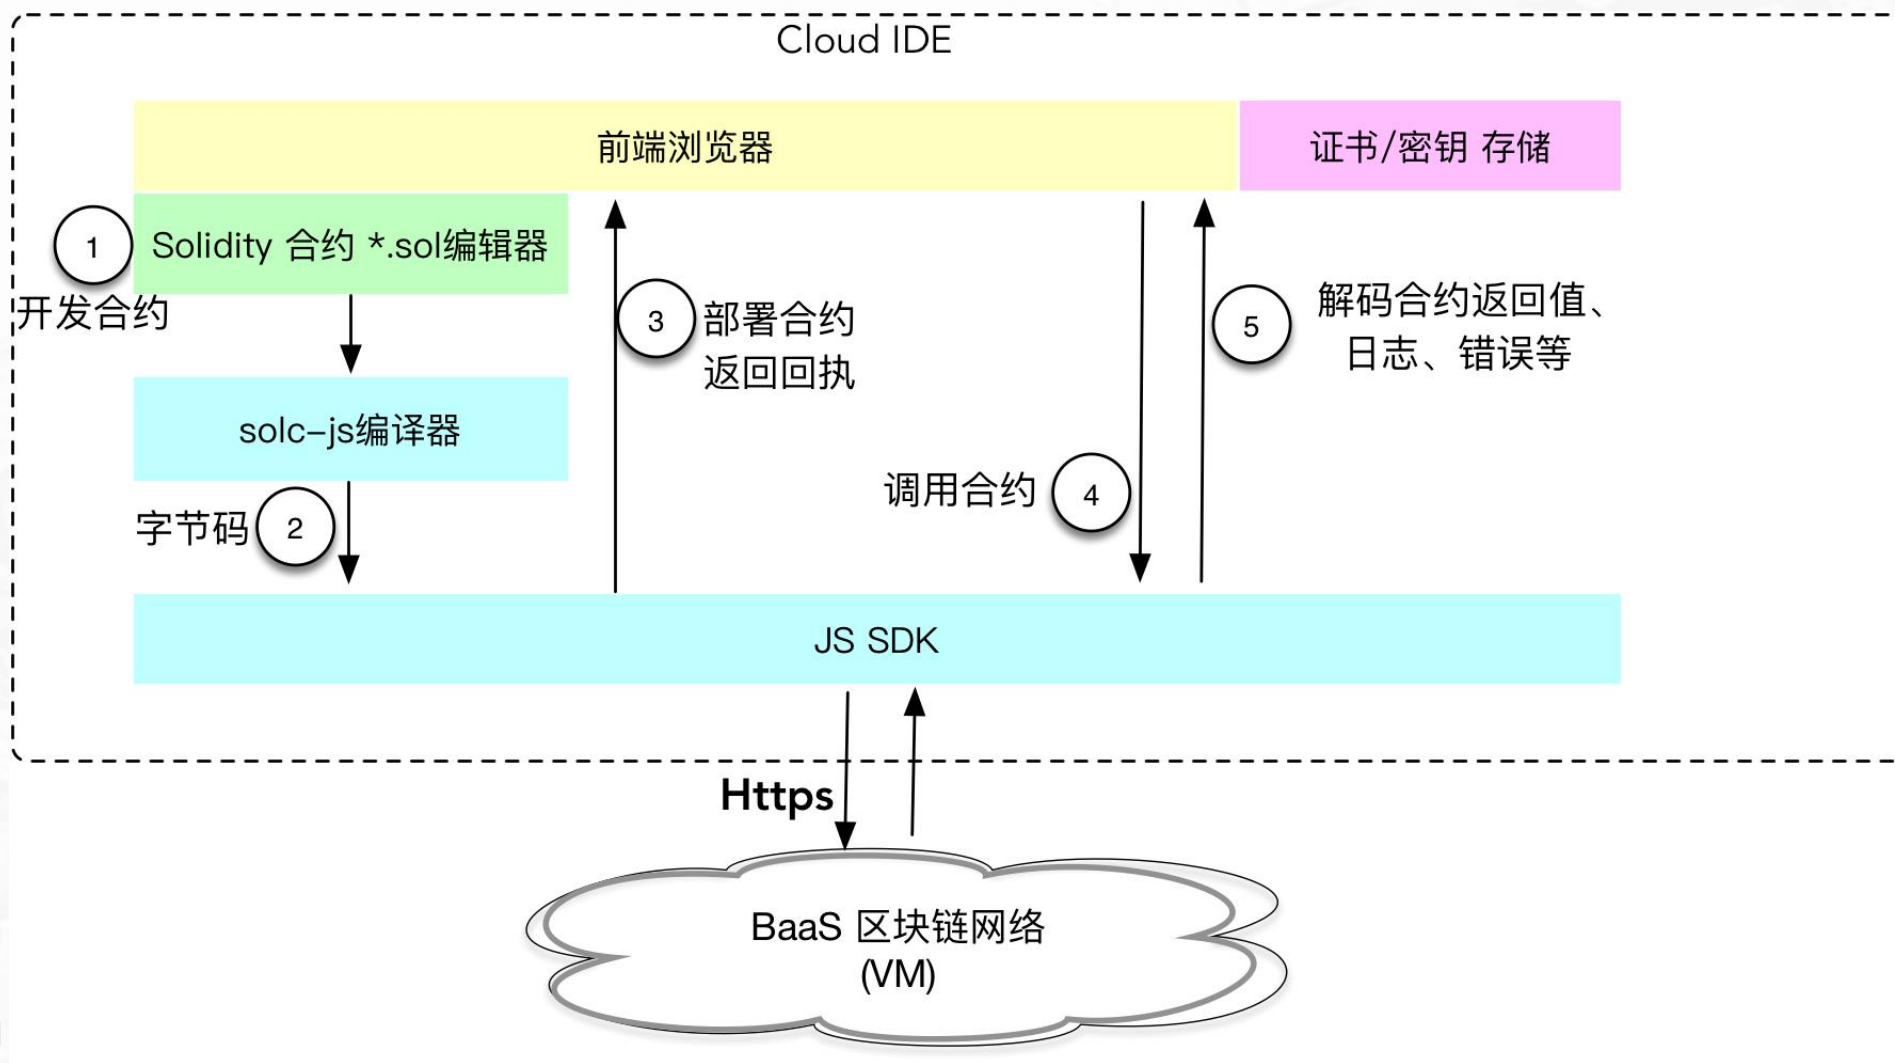 Cloud IDE
前端浏览器
证书/密钥 存储
1
Solidity 合约 *.sol编辑器
开发合约
3
部署合约
返回回执
5
解码合约返回值、
日志、错误等
solc-js编译器
调用合约
4
字节码
2
JS SDK
Https
BaaS 区块链网络
(VM)